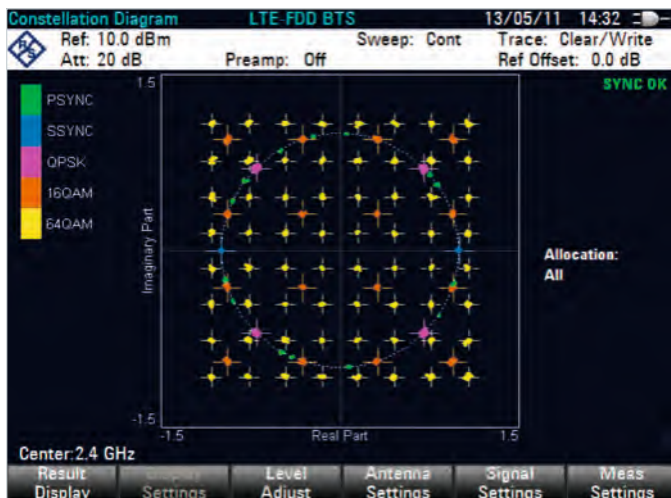 Constellation Diagram LTE-FDD BTS 13/05/11 14:32
Ref: 10.0 dBm Sweep: Cont Trace: Clear/Write
Att: 20 dB Preamp: Off Ref Offset: 0.0 dB
1.5 SYNC OK
PSYNC
SSYNC
QPSK
16QAM
64QAM
Imaginary Part
Allocation:
All
-1.5
-1.5 Real Part 1.5
Center:2.4 GHz
Result Display
Settings
Level Adjust
Antenna Settings
Signal Settings
Meas Settings